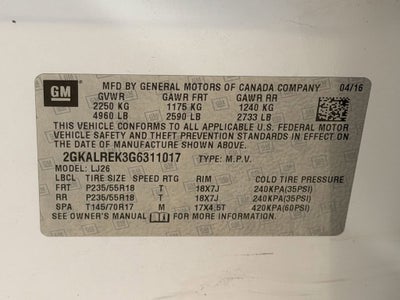 GM
MFD BY GENERAL MOTORS OF CANADA COMPANY 04/16
GVWR GAWR FRT GAWR RR
2250 KG 1175 KG 1240 KG
4960 LB 2590 LB 2733 LB
THIS VEHICLE CONFORMS TO ALL APPLICABLE U.S. FEDERAL MOTOR
VEHICLE SAFETY AND THEFT PREVENTION STANDARDS IN EFFECT ON
THE DATE OF MANUFACTURE SHOWN ABOVE.
2GKALREK3G6311017 TYPE: M.P.V.
MODEL: LJ26
LBCL TIRE SIZE SPEED RTG RIM COLD TIRE PRESSURE
FRT P235/55R18 T 18X7J 240KPA(35PSI)
RR P235/55R18 T 18X7J 240KPA(35PSI)
SPA T145/70R17 M 17X4.5T 420KPA(60PSI)
SEE OWNER'S MANUAL FOR MORE INFORMATION.